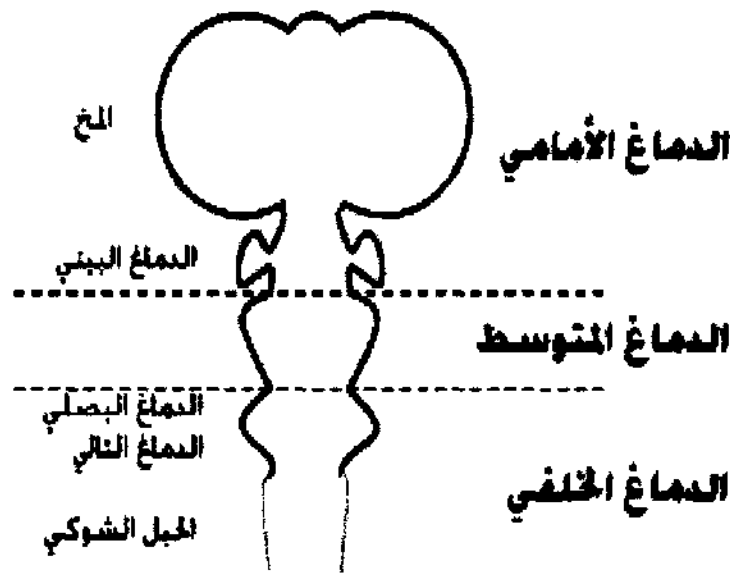 المخ
الدماغ الأمامي
الدماغ البيني
الدماغ المتوسط
الدماغ البصلي
الدماغ التالي
الدماغ الخلفي
الحبل الشوكي